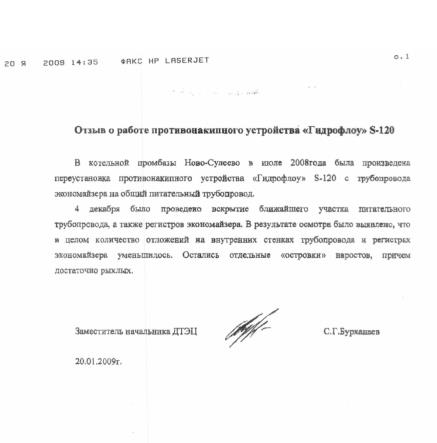 20 Я 2009 14:35 ФАКС HP LASERJET с.1
Отзыв о работе противонакипного устройства «Гидрофлоу» S-120
В котельной промбазы Ново-Сулеево в июле 2008года была произведена
переустановка противонакипного устройства «Гидрофлоу» S-120 с трубопровода
экономайзера на общий питательный трубопровод.
4 декабря было проведено вскрытие ближайшего участка питательного
трубопровода, а также регистров экономайзера. В результате осмотра было выявлено, что
в целом количество отложений на внутренних стенках трубопровода и регистрах
экономайзера уменьшилось. Остались отдельные «островки» наростов, причем
достаточно рыхлых.
Заместитель начальника ДТЭЦ С.Г.Бурханаев
20.01.2009г.